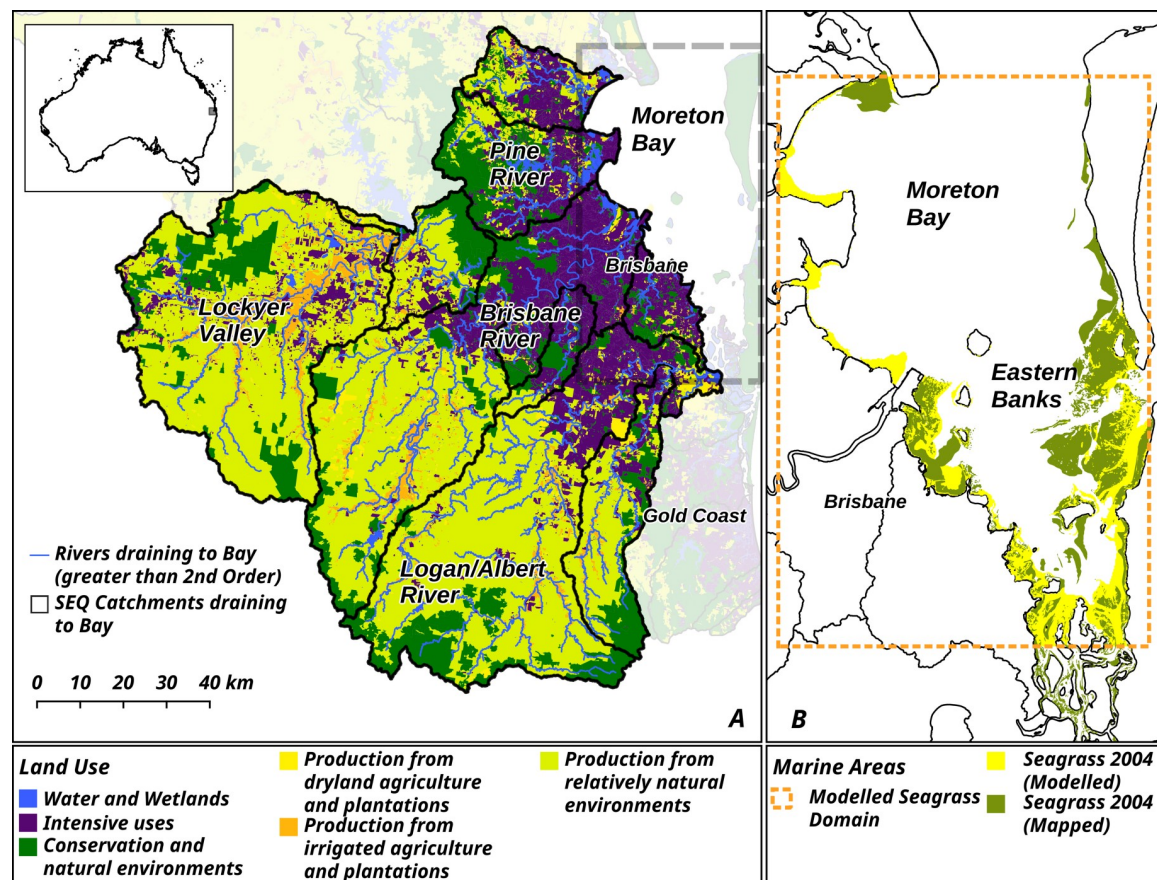 Moreton
Bay
Pine
River
Brisbane
Lockyer
Valley
Brisbane
River
Gold Coast
Logan/Albert
River
Rivers draining to Bay
(greater than 2nd Order)
SEQ Catchments draining
to Bay
0 10 20 30 40 km
A
Moreton
Bay
Eastern
Banks
Brisbane
B
Land Use
Water and Wetlands
Intensive uses
Conservation and
natural environments
Production from
dryland agriculture
and plantations
Production from
irrigated agriculture
and plantations
Production from
relatively natural
environments
Marine Areas
Modelled Seagrass
Domain
Seagrass 2004
(Modelled)
Seagrass 2004
(Mapped)